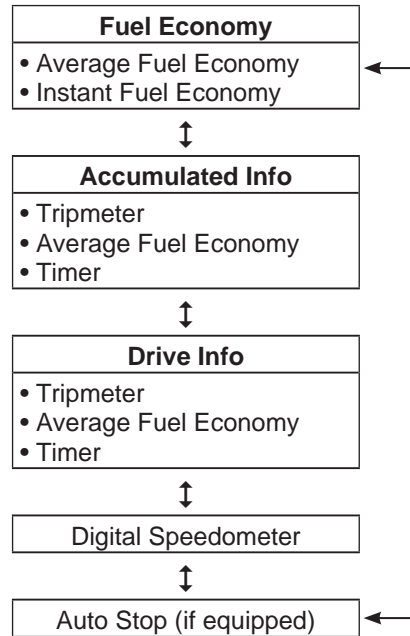 Fuel Economy
• Average Fuel Economy
• Instant Fuel Economy
Accumulated Info
• Tripmeter
• Average Fuel Economy
• Timer
Drive Info
• Tripmeter
• Average Fuel Economy
• Timer
Digital Speedometer
Auto Stop (if equipped)